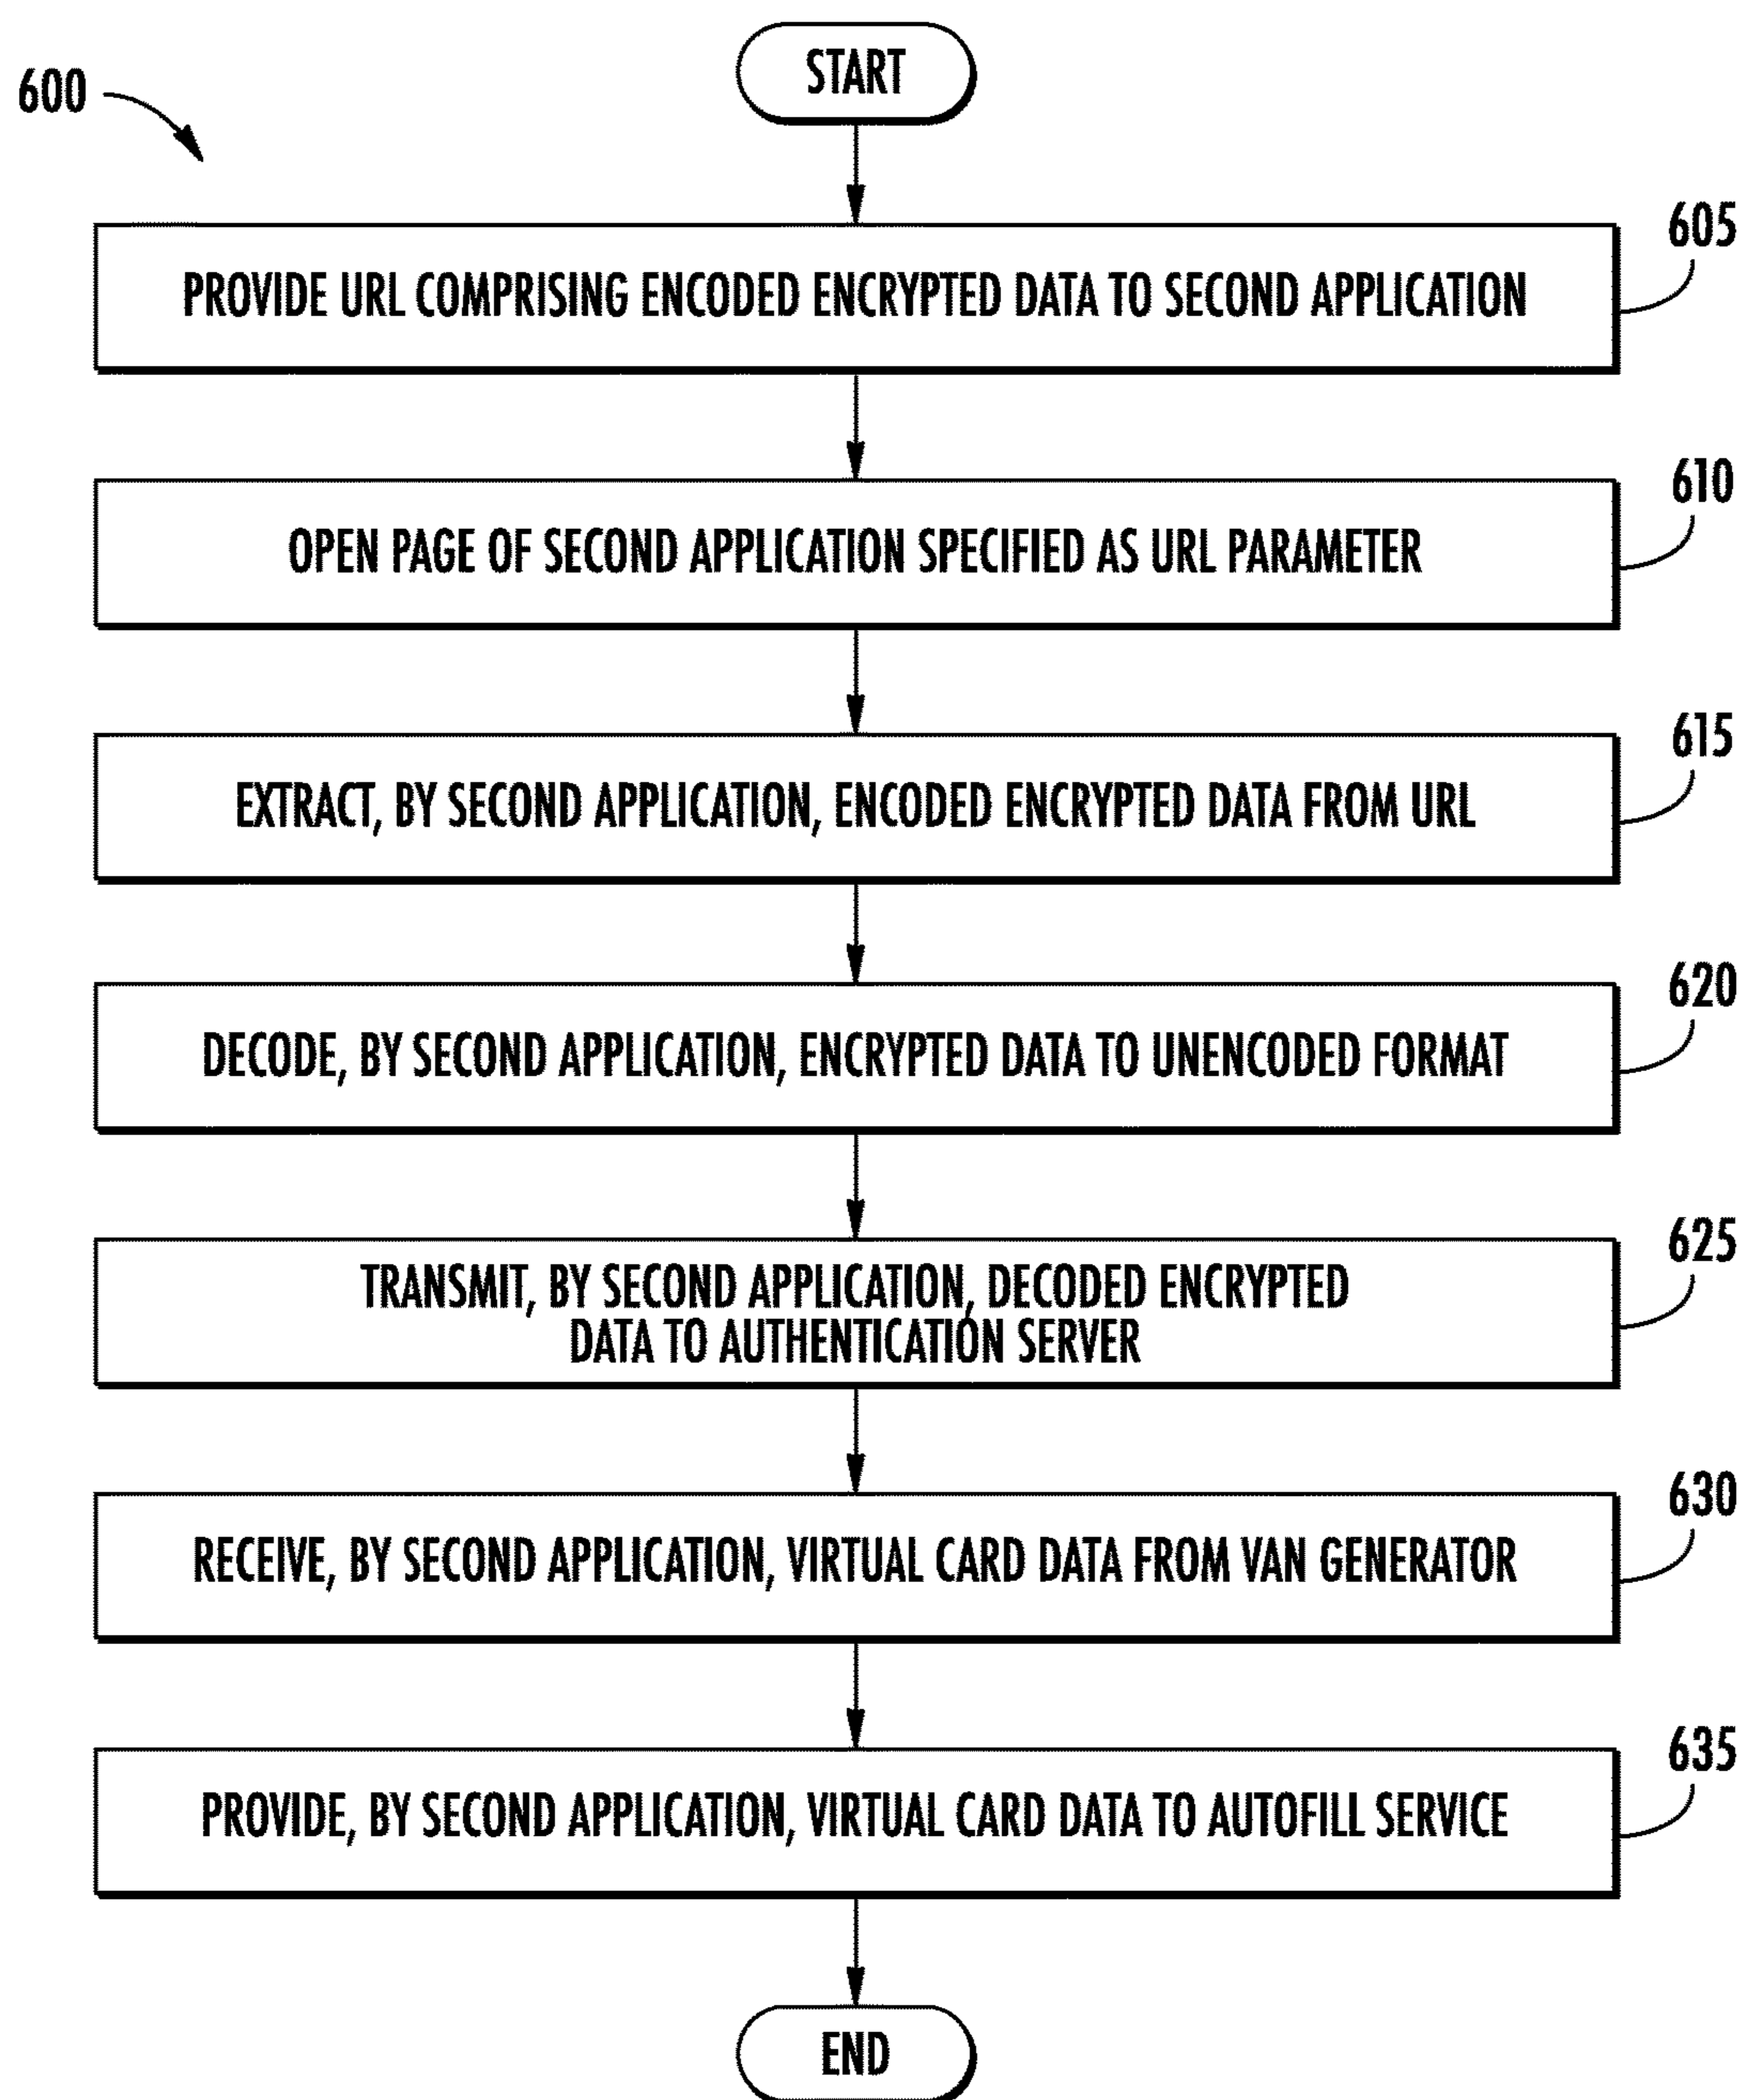 START
600
605
PROVIDE URL COMPRISING ENCODED ENCRYPTED DATA TO SECOND APPLICATION
610
OPEN PAGE OF SECOND APPLICATION SPECIFIED AS URL PARAMETER
615
EXTRACT, BY SECOND APPLICATION, ENCODED ENCRYPTED DATA FROM URL
620
DECODE, BY SECOND APPLICATION, ENCRYPTED DATA TO UNENCODED FORMAT
625
TRANSMIT, BY SECOND APPLICATION, DECODED ENCRYPTED
DATA TO AUTHENTICATION SERVER
630
RECEIVE, BY SECOND APPLICATION, VIRTUAL CARD DATA FROM VAN GENERATOR
635
PROVIDE, BY SECOND APPLICATION, VIRTUAL CARD DATA TO AUTOFILL SERVICE
END